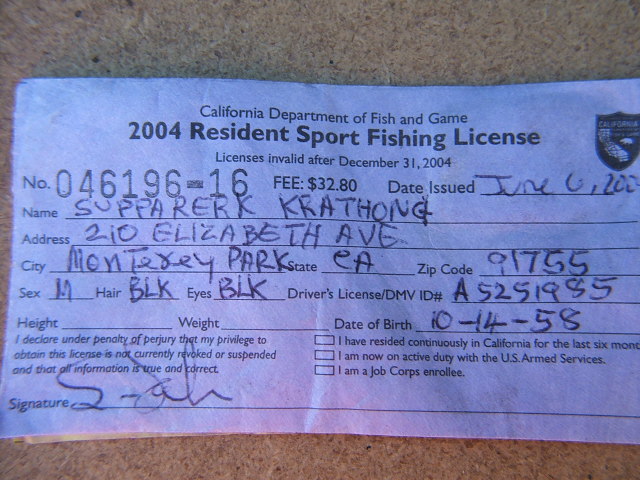 California Department of Fish and Game
2004 Resident Sport Fishing License
Licenses invalid after December 31, 2004
CALIFORNIA
No. 046196-16 FEE: $32.80 Date Issued June 6, 200
Name SUPPARERK KRATHONG
Address 210 ELIZABETH AVE
City Monterey PARK State CA Zip Code 91755
Sex M Hair BLK Eyes BLK Driver's License/DMV ID# A5251985
Height Weight Date of Birth 10-14-58
I declare under penalty of perjury that my privilege to
obtain this license is not currently revoked or suspended
and that all information is true and correct.
I have resided continuously in California for the last six mont
I am now on active duty with the U.S. Armed Services.
I am a Job Corps enrollee.
Signature